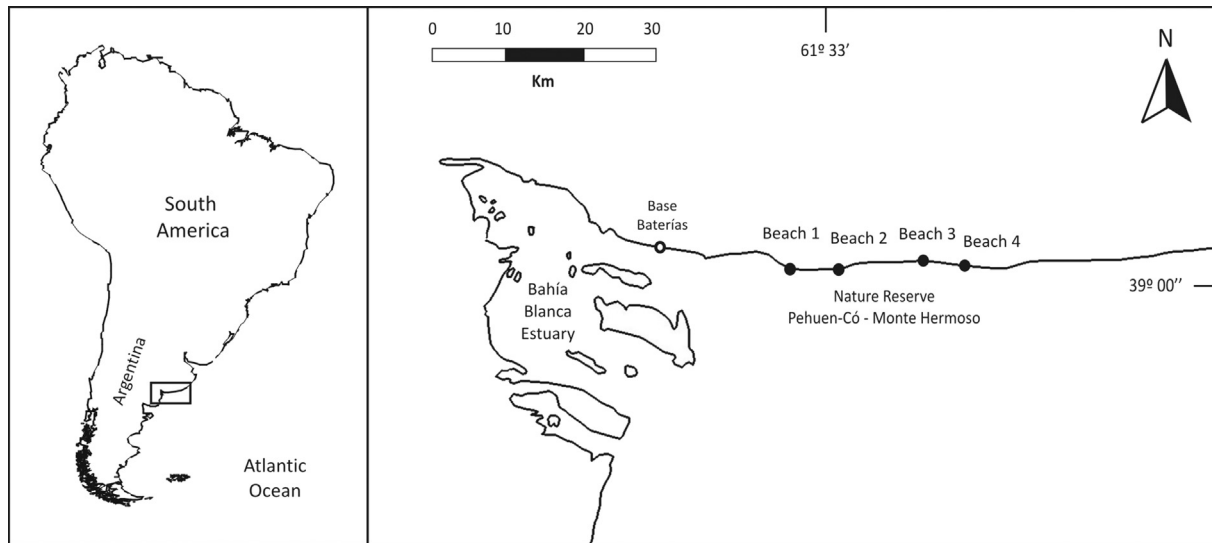 South
America
Argentina
Atlantic
Ocean
0 10 20 30
Km
61º 33’
N
Base
Baterías
Beach 1 Beach 2 Beach 3 Beach 4
39º 00’’
Nature Reserve
Pehuen-Có - Monte Hermoso
Bahía
Blanca
Estuary